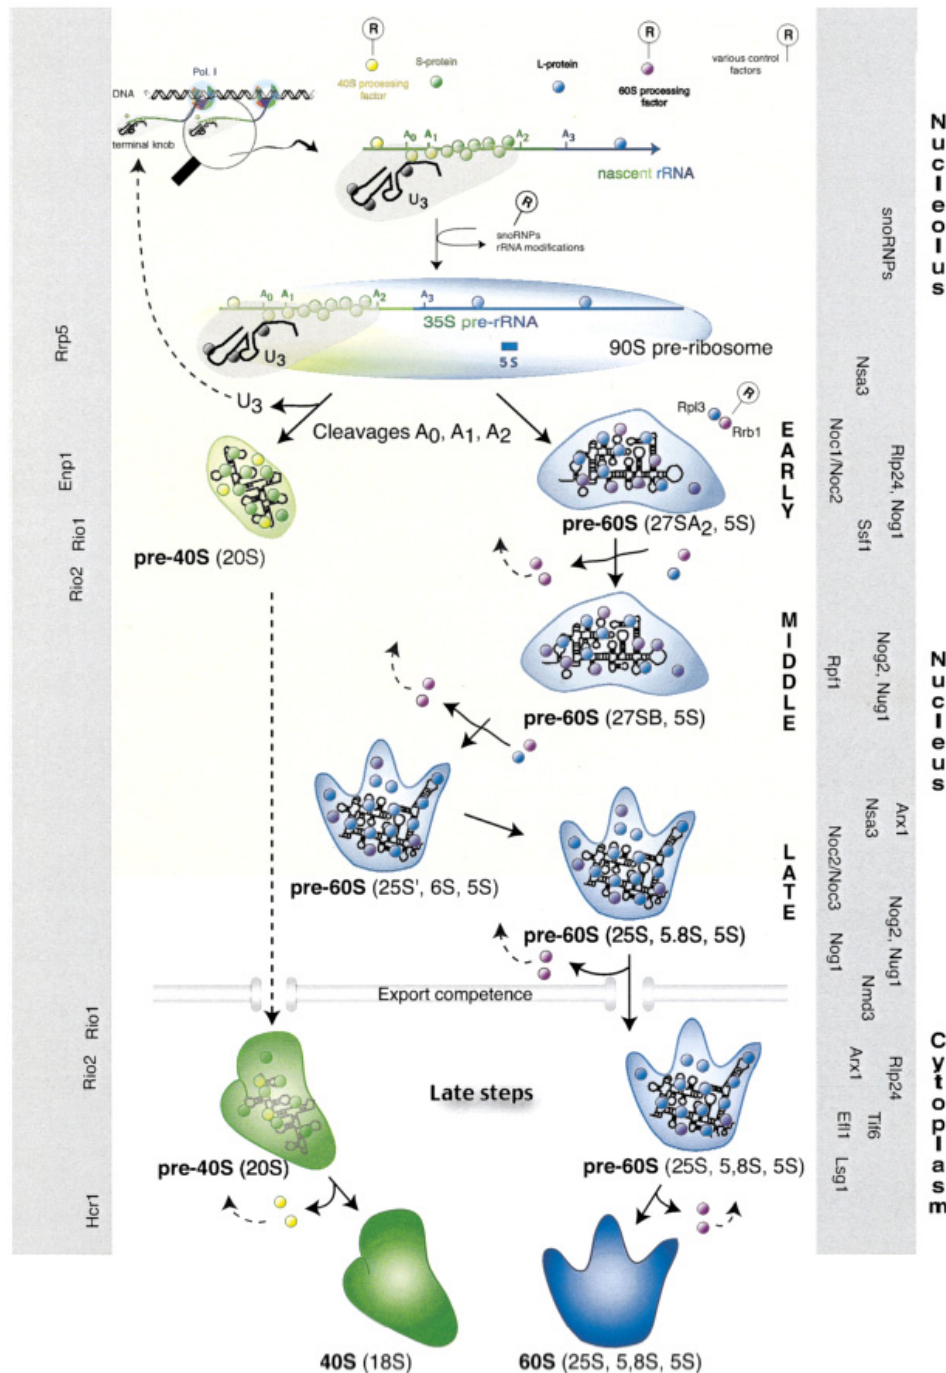 R
R
R
Pol. I
S-protein
L-protein
various control
factors
DNA
40S processing
factor
60S processing
factor
terminal knob
A0 A1 A2 A3
nascent rRNA
U3
R
snoRNPs
rRNA modifications
A0 A1 A2 A3
35S pre-rRNA
U3
5S
90S pre-ribosome
U3
Cleavages A0, A1, A2
R
Rpl3
Rrb1
pre-60S (27SA2, 5S)
pre-40S (20S)
pre-60S (27SB, 5S)
pre-60S (25S', 6S, 5S)
pre-60S (25S, 5.8S, 5S)
Export competence
Late steps
pre-40S (20S)
pre-60S (25S, 5,8S, 5S)
40S (18S)
60S (25S, 5,8S, 5S)
EARLY
MIDDLE
LATE
Rrp5
Enp1
Rio1
Rio2
Rio1
Rio2
Hcr1
snoRNPs
Nsa3
Noc1/Noc2
Rlp24, Nog1
Ssf1
Rpf1
Nog2, Nug1
Arx1
Nsa3
Noc2/Noc3
Nog2, Nug1
Nog1
Nmd3
Arx1
Rlp24
Tif6
Efl1
Lsg1
Nucleolus
Nucleus
Cytoplasm